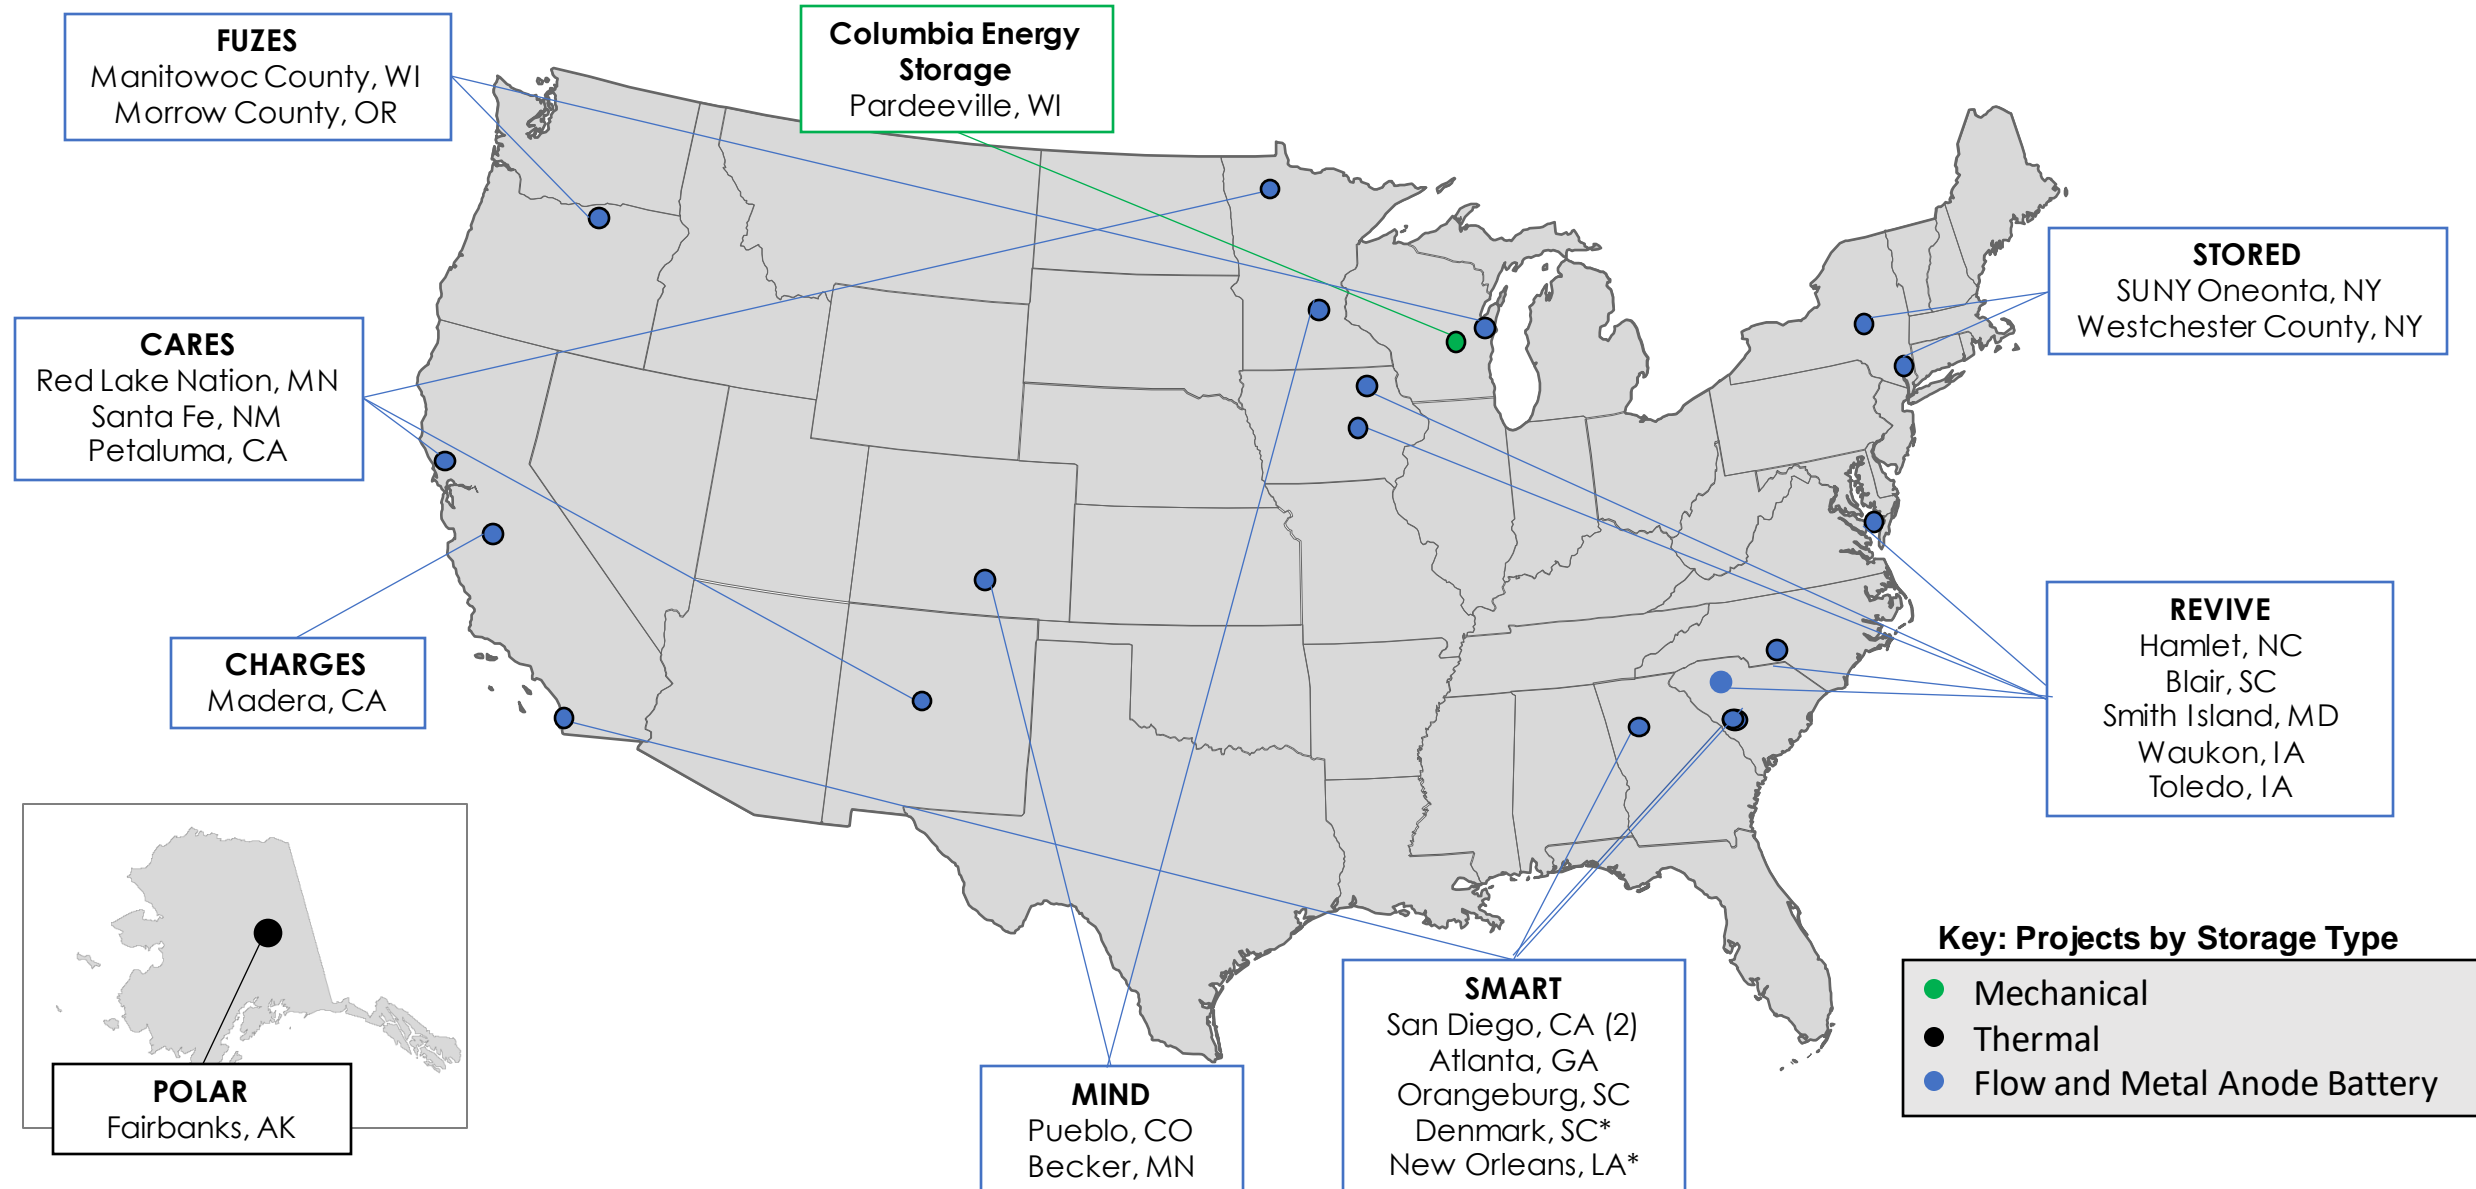 FUZES
Manitowoc County, WI
Morrow County, OR
Columbia Energy
Storage
Pardeeville, WI
STORED
SUNY Oneonta, NY
Westchester County, NY
CARES
Red Lake Nation, MN
Santa Fe, NM
Petaluma, CA
CHARGES
Madera, CA
REVIVE
Hamlet, NC
Blair, SC
Smith Island, MD
Waukon, IA
Toledo, IA
POLAR
Fairbanks, AK
MIND
Pueblo, CO
Becker, MN
SMART
San Diego, CA (2)
Atlanta, GA
Orangeburg, SC
Denmark, SC*
New Orleans, LA*
Key: Projects by Storage Type
Mechanical
Thermal
Flow and Metal Anode Battery